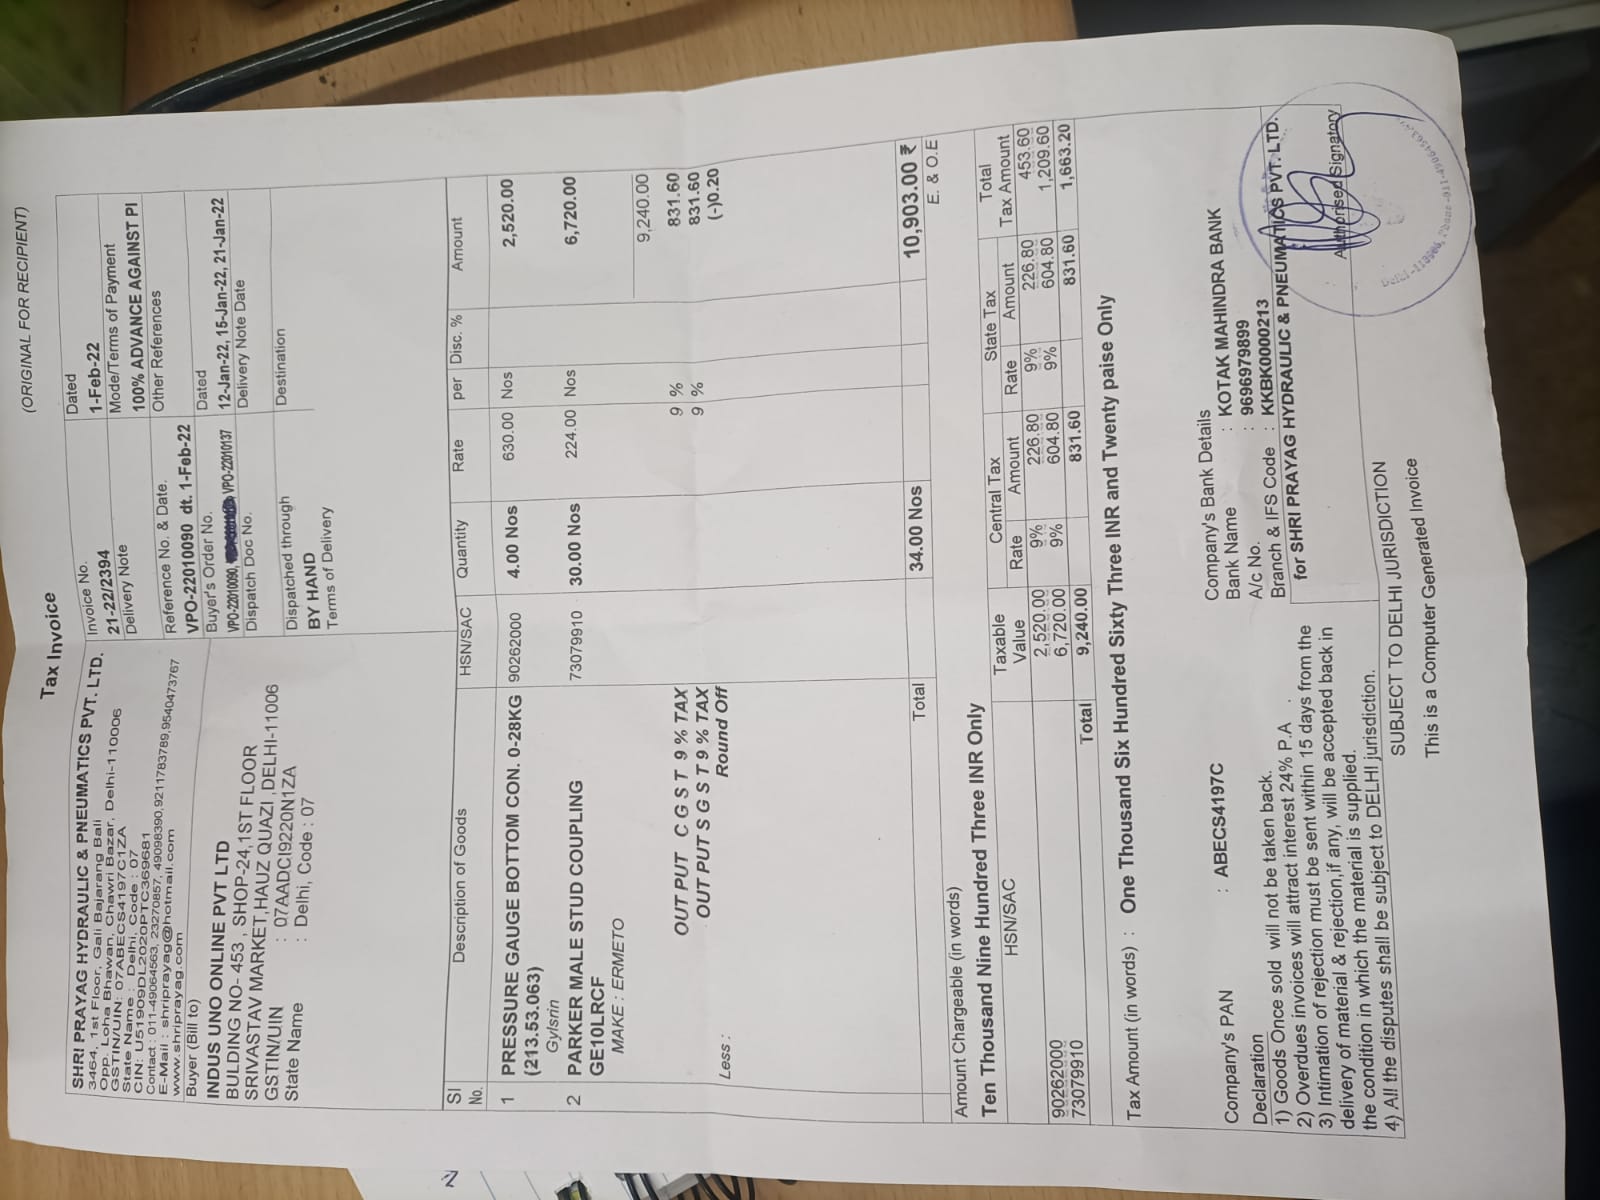 (ORIGINAL FOR RECIPIENT)
Tax Invoice
SHRI PRAYAG HYDRAULIC & PNEUMATICS PVT. LTD.
3464, 1st Floor, Gali Bajarang Bali
Opp. Loha Bhawan, Chawri Bazar, Delhi-110006
GSTIN/UIN: 07ABECS4197C1ZA
State Name : Delhi, Code : 07
CIN: U51909DL2020PTC369681
Contact : 011-49064563, 23270857, 49098390,9211783789,9540473767
E-Mail : shriprayag@hotmail.com
www.shriprayag.com
Buyer (Bill to)
INDUS UNO ONLINE PVT LTD
BULDING NO- 453 , SHOP-24,1ST FLOOR
SRIVASTAV MARKET,HAUZ QUAZI ,DELHI-11006
GSTIN/UIN : 07AADCI9220N1ZA
State Name : Delhi, Code : 07
Invoice No. Dated
21-22/2394 1-Feb-22
Delivery Note Mode/Terms of Payment
100% ADVANCE AGAINST PI
Reference No. & Date. Other References
VPO-22010090 dt. 1-Feb-22
Buyer's Order No. Dated
VPO-22010090, VPO-22010137 12-Jan-22, 15-Jan-22, 21-Jan-22
Dispatch Doc No. Delivery Note Date
Dispatched through Destination
BY HAND
Terms of Delivery
Sl No. Description of Goods HSN/SAC Quantity Rate per Disc. % Amount
1 PRESSURE GAUGE BOTTOM CON. 0-28KG 90262000 4.00 Nos 630.00 Nos 2,520.00
(213.53.063)
Gylsrin
2 PARKER MALE STUD COUPLING 73079910 30.00 Nos 224.00 Nos 6,720.00
GE10LRCF
MAKE : ERMETO
9,240.00
OUT PUT C G S T 9 % TAX 9 % 831.60
OUT PUT S G S T 9 % TAX 9 % 831.60
Less : Round Off (-)0.20
Total 34.00 Nos 10,903.00 ₹
Amount Chargeable (in words) E. & O.E
Ten Thousand Nine Hundred Three INR Only
HSN/SAC Taxable Value Central Tax State Tax Total Tax Amount
Rate Amount Rate Amount
90262000 2,520.00 9% 226.80 9% 226.80 453.60
73079910 6,720.00 9% 604.80 9% 604.80 1,209.60
Total 9,240.00 831.60 831.60 1,663.20
Tax Amount (in words) : One Thousand Six Hundred Sixty Three INR and Twenty paise Only
Company's Bank Details
Bank Name : KOTAK MAHINDRA BANK
A/c No. : 9696979899
Branch & IFS Code : KKBK0000213
Company's PAN : ABECS4197C
Declaration
1) Goods Once sold will not be taken back.
2) Overdues invoices will attract interest 24% P.A .
3) Intimation of rejection must be sent within 15 days from the
delivery of material & rejection,if any, will be accepted back in
the condition in which the material is supplied.
4) All the disputes shall be subject to DELHI jurisdiction.
for SHRI PRAYAG HYDRAULIC & PNEUMATICS PVT. LTD.
Authorised Signatory
SUBJECT TO DELHI JURISDICTION
This is a Computer Generated Invoice